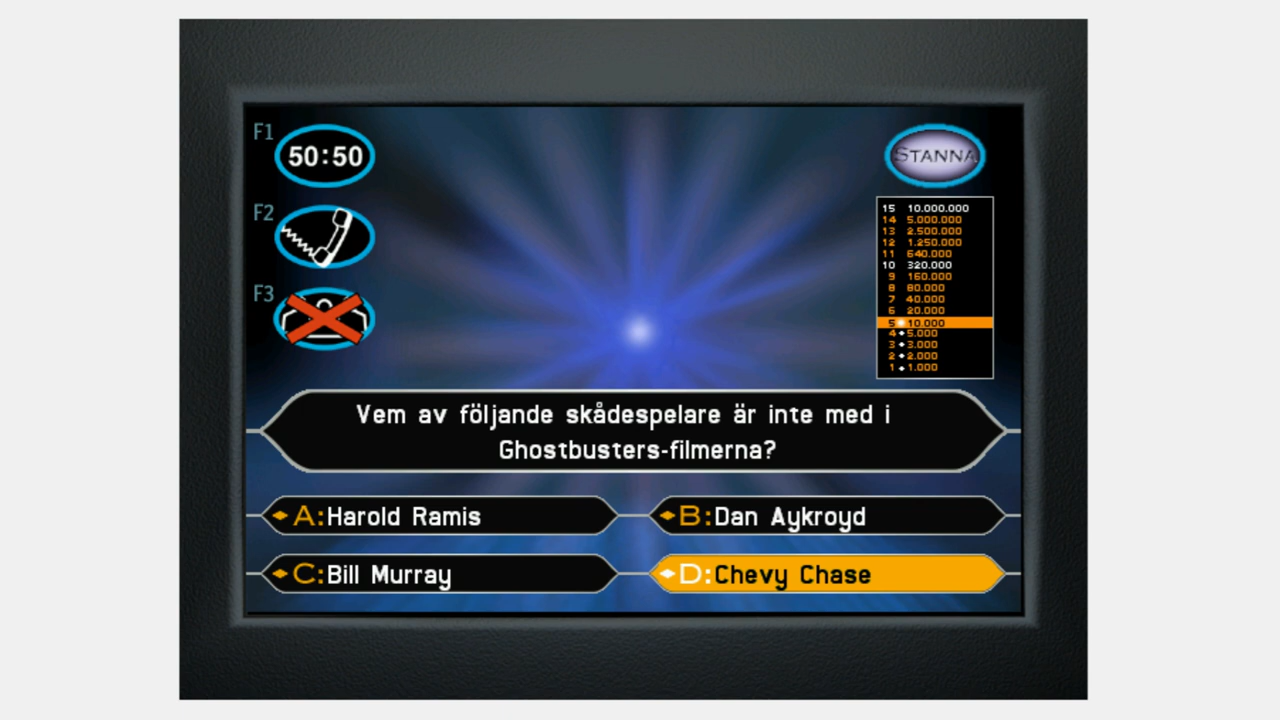 F1
50:50
STANNA
F2
F3
15 10.000.000
14 5.000.000
13 2.500.000
12 1.250.000
11 640.000
10 320.000
9 160.000
8 80.000
7 40.000
6 20.000
5 10.000
4 5.000
3 3.000
2 2.000
1 1.000
Vem av följande skådespelare är inte med i
Ghostbusters-filmerna?
A:Harold Ramis
B:Dan Aykroyd
C:Bill Murray
D:Chevy Chase